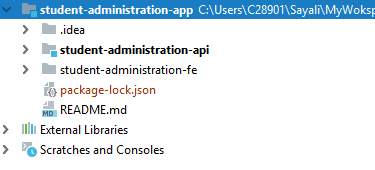 student-administration-app C:\Users\C28901\Sayali\MyWoksp
.idea
student-administration-api
student-administration-fe
package-lock.json
README.md
External Libraries
Scratches and Consoles